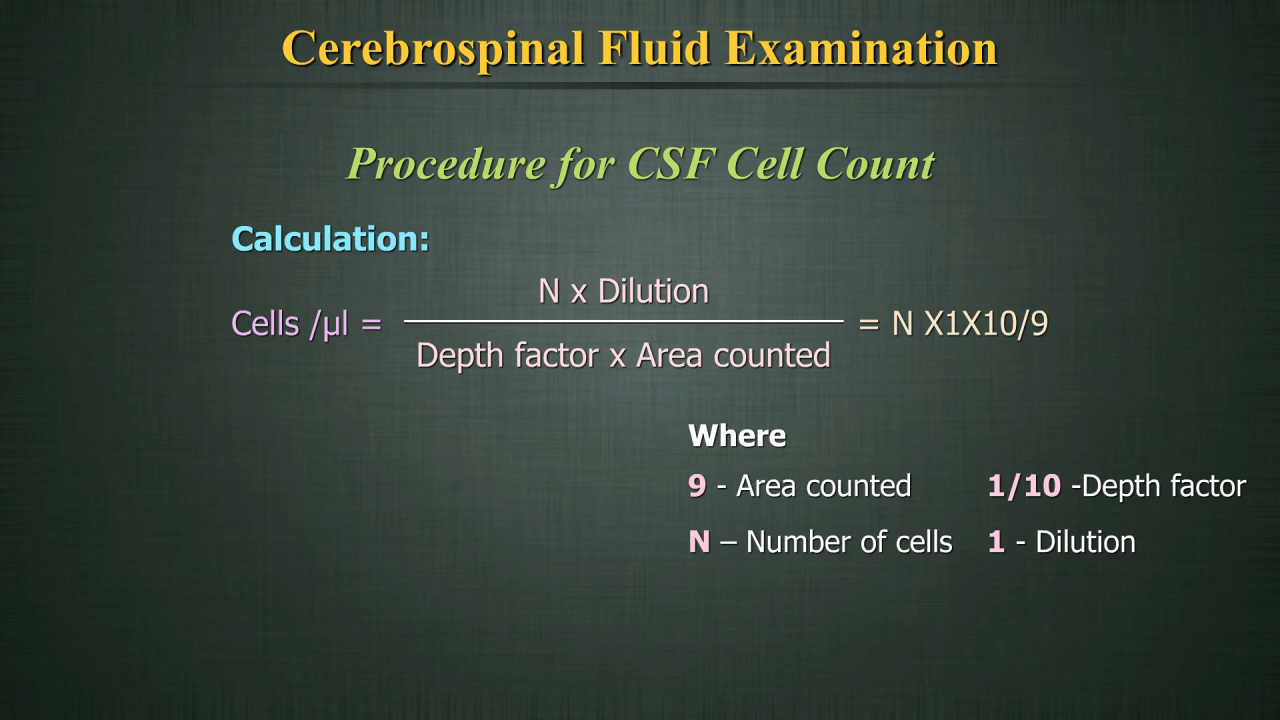 Cerebrospinal Fluid Examination
Procedure for CSF Cell Count
Calculation:
N x Dilution
Cells /µl = = N X1X10/9
Depth factor x Area counted
Where
9 - Area counted 1/10 -Depth factor
N – Number of cells 1 - Dilution